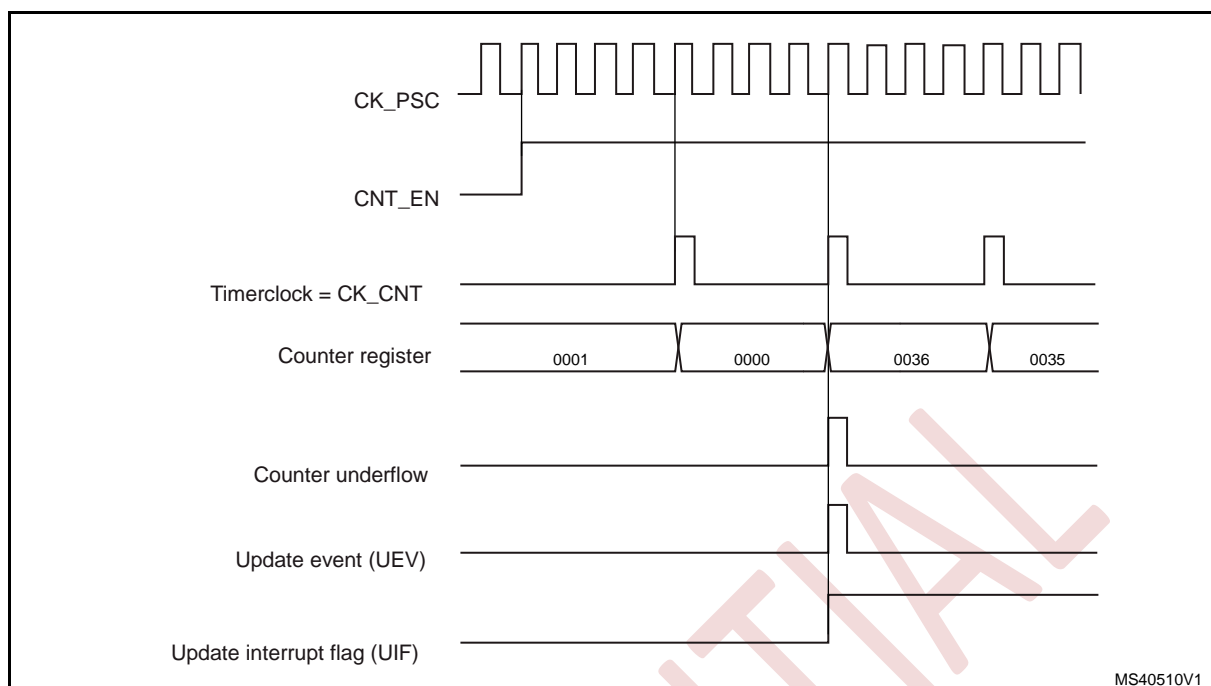 CK_PSC
CNT_EN
Timerclock = CK_CNT
Counter register
0001 0000 0036 0035
Counter underflow
Update event (UEV)
Update interrupt flag (UIF)
NTIAL
MS40510V1